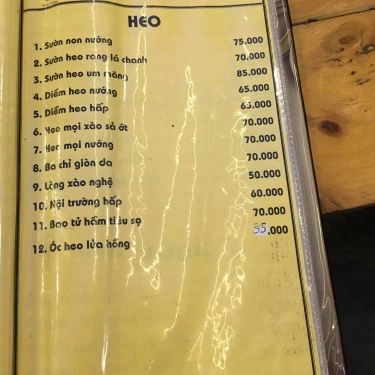 HEO
1. Sườn non nướng 75.000
2. Sườn heo rang lá chanh 70.000
3. Sườn heo um măng 85.000
4. Diềm heo nướng 65.000
5. Diềm heo hấp 65.000
6. Heo mọi xào sả ớt 70.000
7. Heo mọi nướng 70.000
8. Ba chỉ giòn da 70.000
9. Lòng xào nghệ 50.000
10. Nội trường hấp 60.000
11. Bao tử hầm tiêu sọ 70.000
12. Óc heo lửa hồng 35.000